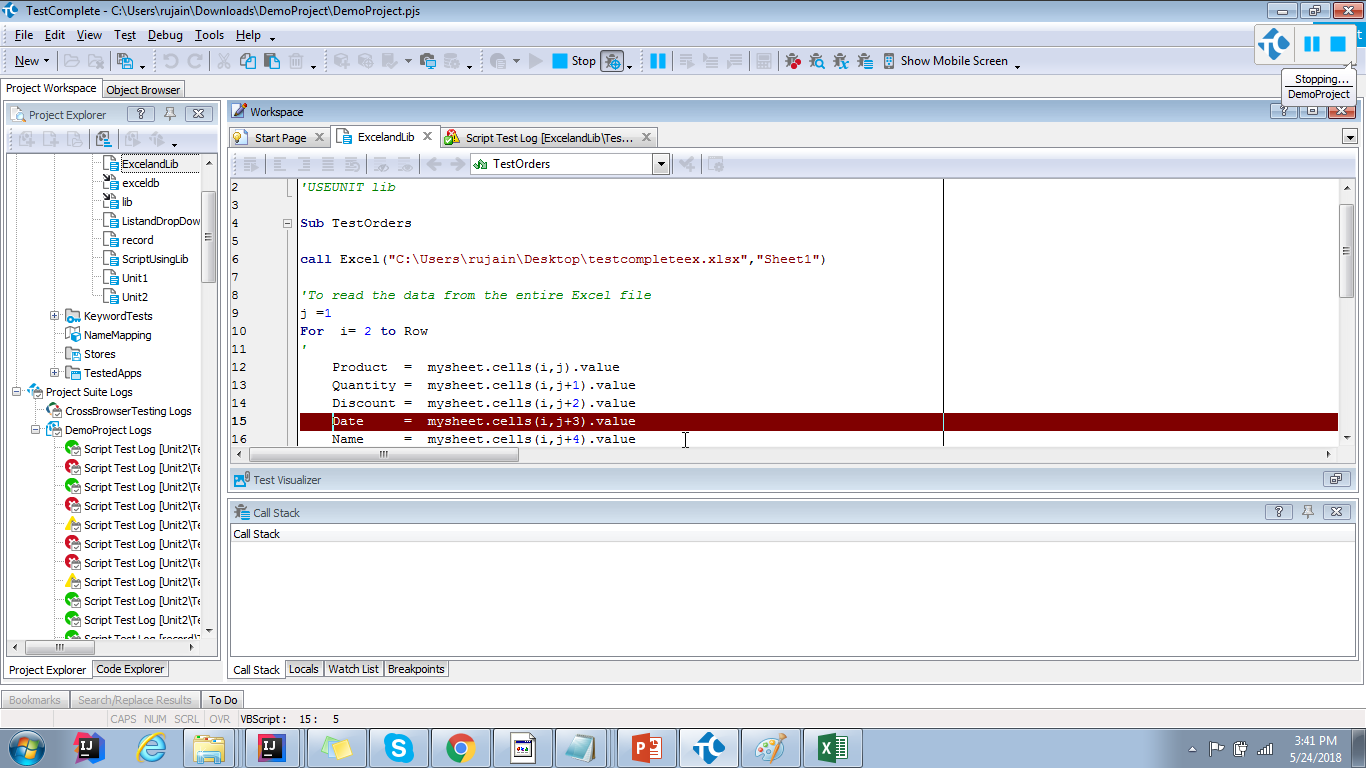 TestComplete - C:\Users\rujain\Downloads\DemoProject\DemoProject.pjs
File Edit View Test Debug Tools Help
New Stop Show Mobile Screen
Stopping...
DemoProject
Project Workspace Object Browser
Project Explorer
Workspace
Start Page ExcelandLib Script Test Log [ExcelandLib\Tes...
TestOrders
ExcelandLib
exceldb
lib
ListandDropDow
record
ScriptUsingLib
Unit1
Unit2
KeywordTests
NameMapping
Stores
TestedApps
Project Suite Logs
CrossBrowserTesting Logs
DemoProject Logs
Script Test Log [Unit2\Te
Script Test Log [Unit2\Te
Script Test Log [Unit2\Te
Script Test Log [Unit2\Te
Script Test Log [Unit2\Te
Script Test Log [Unit2\Te
Script Test Log [Unit2\Te
Script Test Log [Unit2\Te
Script Test Log [Unit2\Te
Script Test Log [Unit2\Te
Script Test Log [record\T
Project Explorer Code Explorer
2 'USEUNIT lib
3
4 Sub TestOrders
5
6 call Excel("C:\Users\rujain\Desktop\testcompleteex.xlsx","Sheet1")
7
8 'To read the data from the entire Excel file
9 j =1
10 For i= 2 to Row
11 '
12 Product = mysheet.cells(i,j).value
13 Quantity = mysheet.cells(i,j+1).value
14 Discount = mysheet.cells(i,j+2).value
15 Date = mysheet.cells(i,j+3).value
16 Name = mysheet.cells(i,j+4).value
Test Visualizer
Call Stack
Call Stack
Call Stack Locals Watch List Breakpoints
Bookmarks Search/Replace Results To Do
CAPS NUM SCRL OVR VBScript : 15 : 5
3:41 PM
5/24/2018